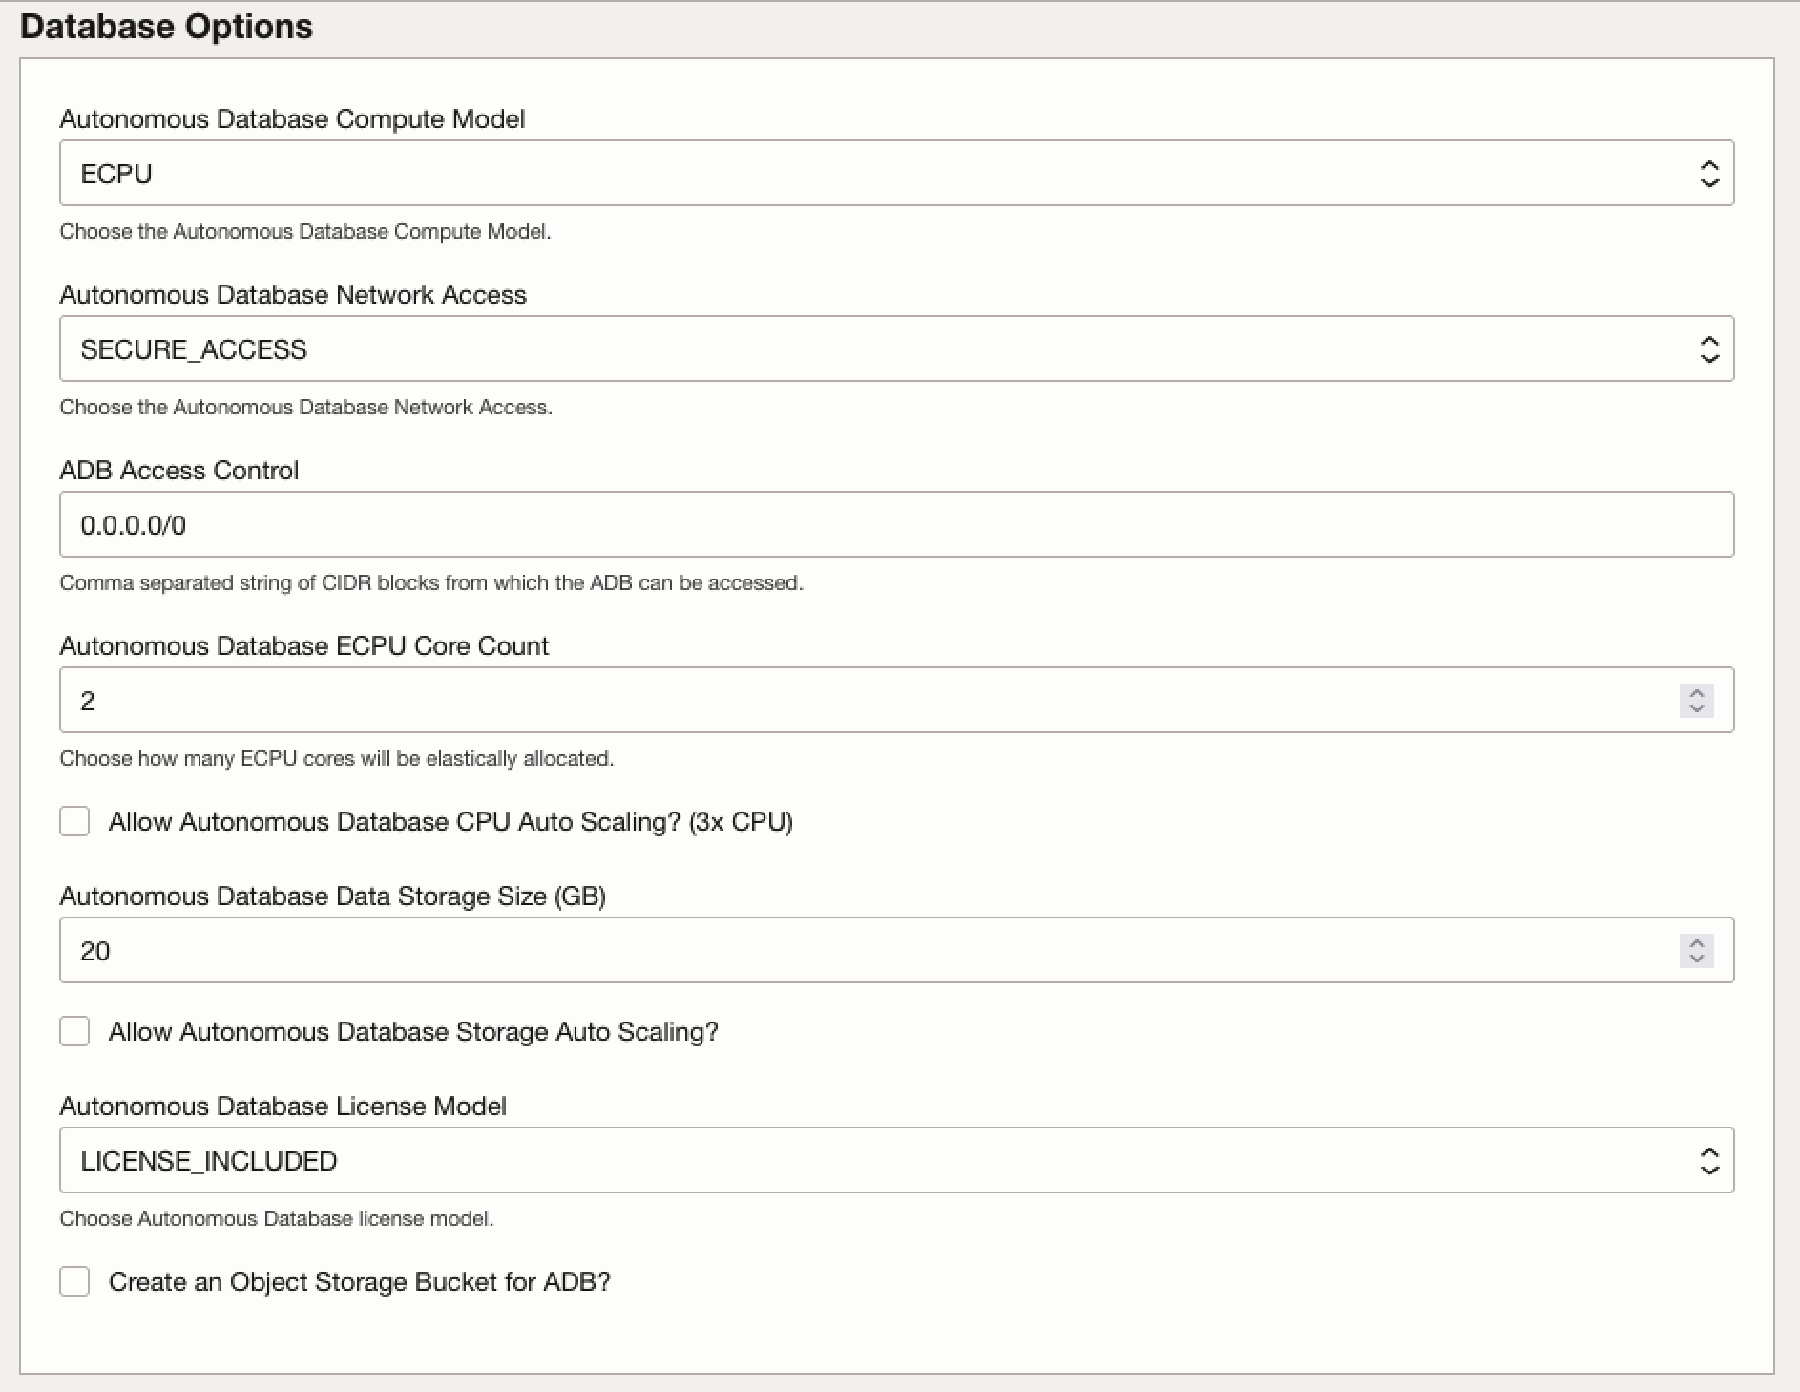 Database Options
Autonomous Database Compute Model
ECPU
Choose the Autonomous Database Compute Model.
Autonomous Database Network Access
SECURE_ACCESS
Choose the Autonomous Database Network Access.
ADB Access Control
0.0.0.0/0
Comma separated string of CIDR blocks from which the ADB can be accessed.
Autonomous Database ECPU Core Count
2
Choose how many ECPU cores will be elastically allocated.
Allow Autonomous Database CPU Auto Scaling? (3x CPU)
Autonomous Database Data Storage Size (GB)
20
Allow Autonomous Database Storage Auto Scaling?
Autonomous Database License Model
LICENSE_INCLUDED
Choose Autonomous Database license model.
Create an Object Storage Bucket for ADB?